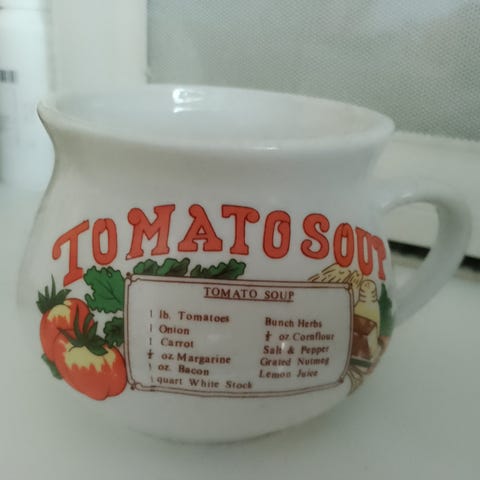 TOMATO SOUP
TOMATO SOUP
1 lb. Tomatoes
1 Onion
1 Carrot
½ oz. Margarine
1 oz. Bacon
1 quart White Stock
Bunch Herbs
½ oz Cornflour
Salt & Pepper
Grated Nutmeg
Lemon Juice